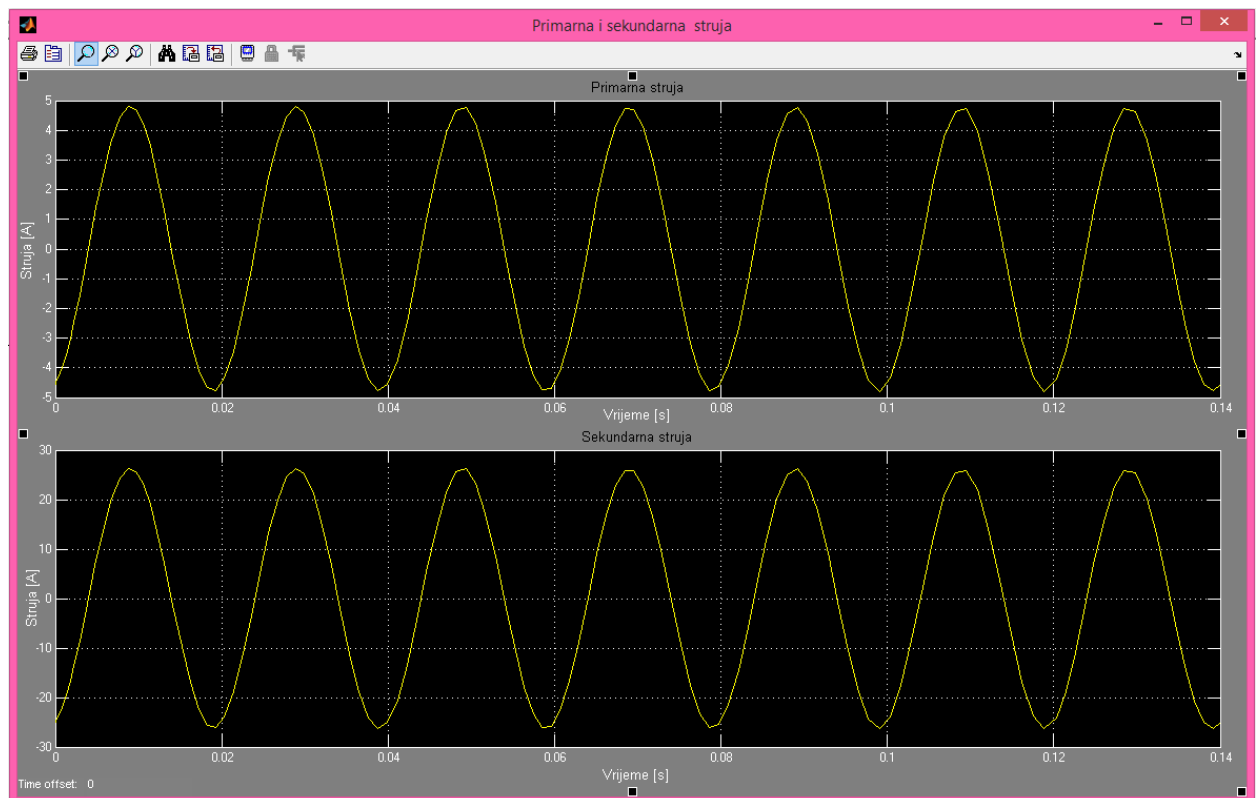 Primarna i sekundarna struja
Primarna struja
5
4
3
2
1
0
-1
-2
-3
-4
-5
Struja [A]
0 0.02 0.04 0.06 0.08 0.1 0.12 0.14
Vrijeme [s]
Sekundarna struja
30
20
10
0
-10
-20
-30
Struja [A]
0 0.02 0.04 0.06 0.08 0.1 0.12 0.14
Vrijeme [s]
Time offset: 0